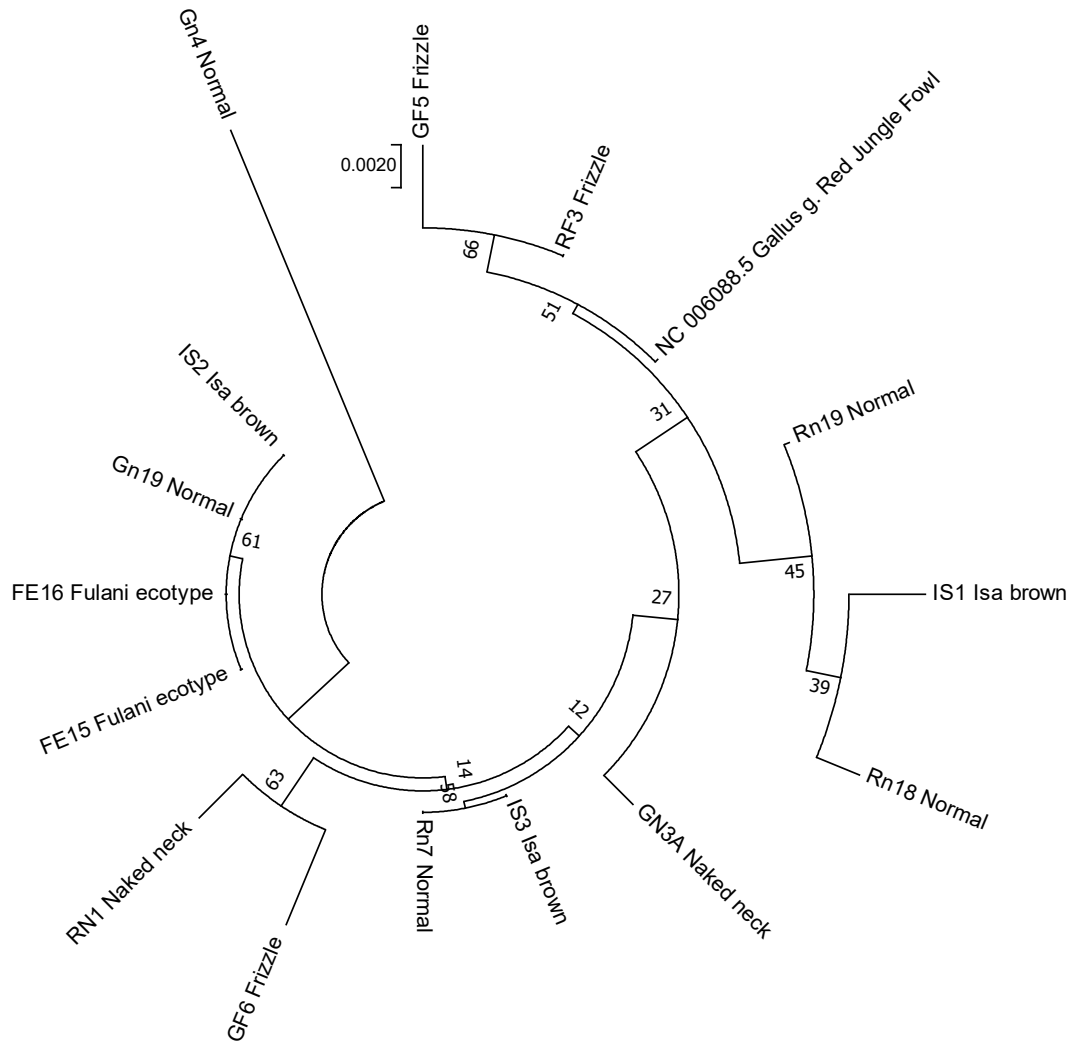 Gn4 Normal
GF5 Frizzle
0.0020
RF3 Frizzle
66
NC 006088.5 Gallus g. Red Jungle Fowl
51
31
Rn19 Normal
45
IS1 Isa brown
39
Rn18 Normal
27
GN3A Naked neck
12
14
58
IS3 Isa brown
Rn7 Normal
63
GF6 Frizzle
RN1 Naked neck
FE15 Fulani ecotype
FE16 Fulani ecotype
61
Gn19 Normal
IS2 Isa brown